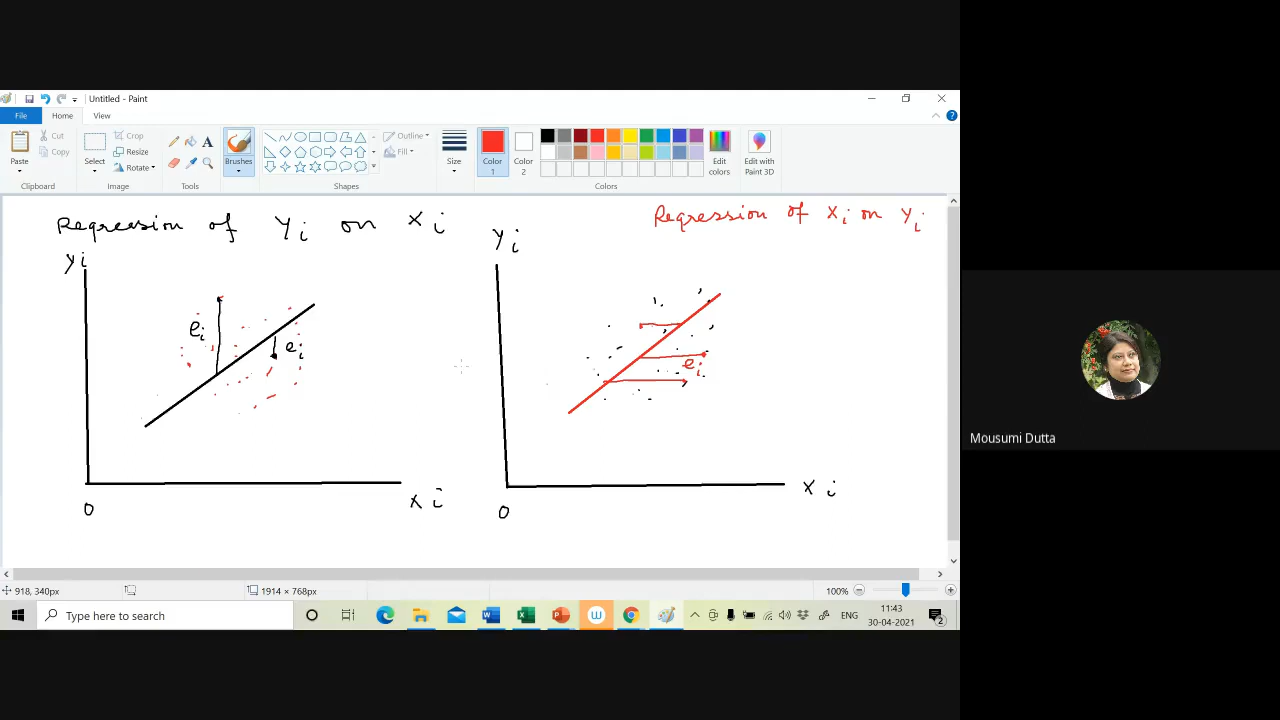 Untitled - Paint
File Home View
Paste
Cut
Copy
Clipboard
Select
Crop
Resize
Rotate
Image
A
Tools
Brushes
Outline
Fill
Shapes
Size
Color
1
Color
2
Edit
colors
Colors
Edit with
Paint 3D
Regression of Yi on Xi
Regression of Xi on Yi
Yi
ei
ei
0
Xi
Yi
ei
0
Xi
Mousumi Dutta
918, 340px
1914 × 768px
100%
Type here to search
ENG
11:43
30-04-2021
2